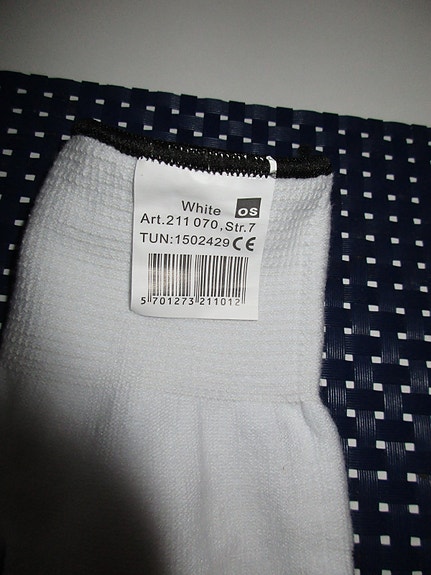 White os
Art.211 070,Str.7
TUN:1502429 CE
5 701273 211012